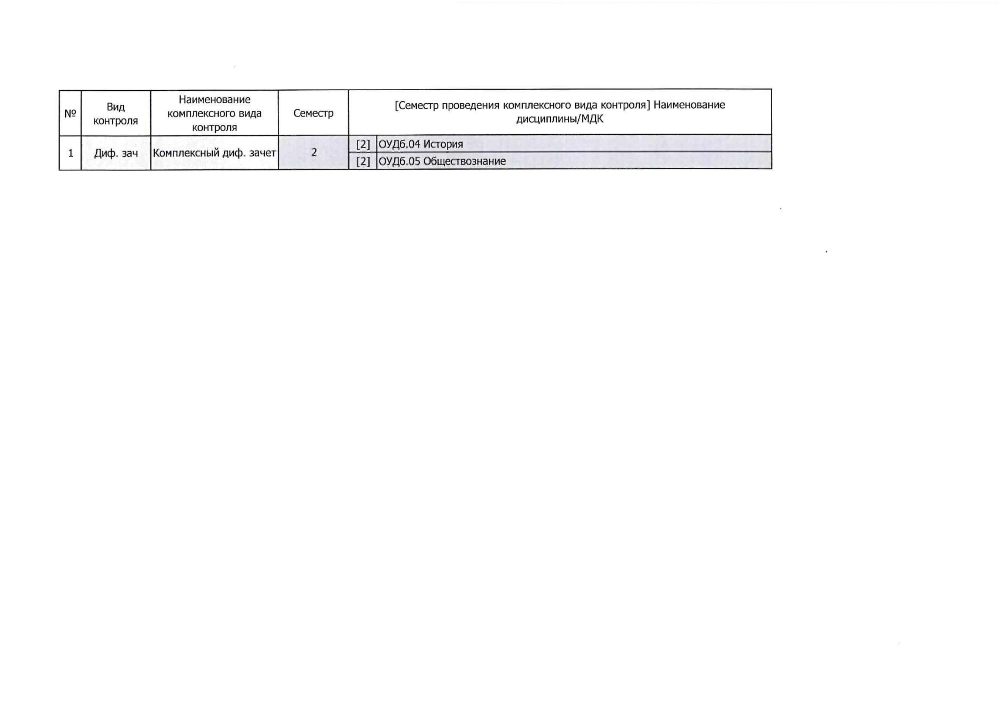 №
Вид
контроля
Наименование
комплексного вида
контроля
Семестр
[Семестр проведения комплексного вида контроля] Наименование
дисциплины/МДК
1
Диф. зач
Комплексный диф. зачет
2
[2] ОУДб.04 История
[2] ОУДб.05 Обществознание